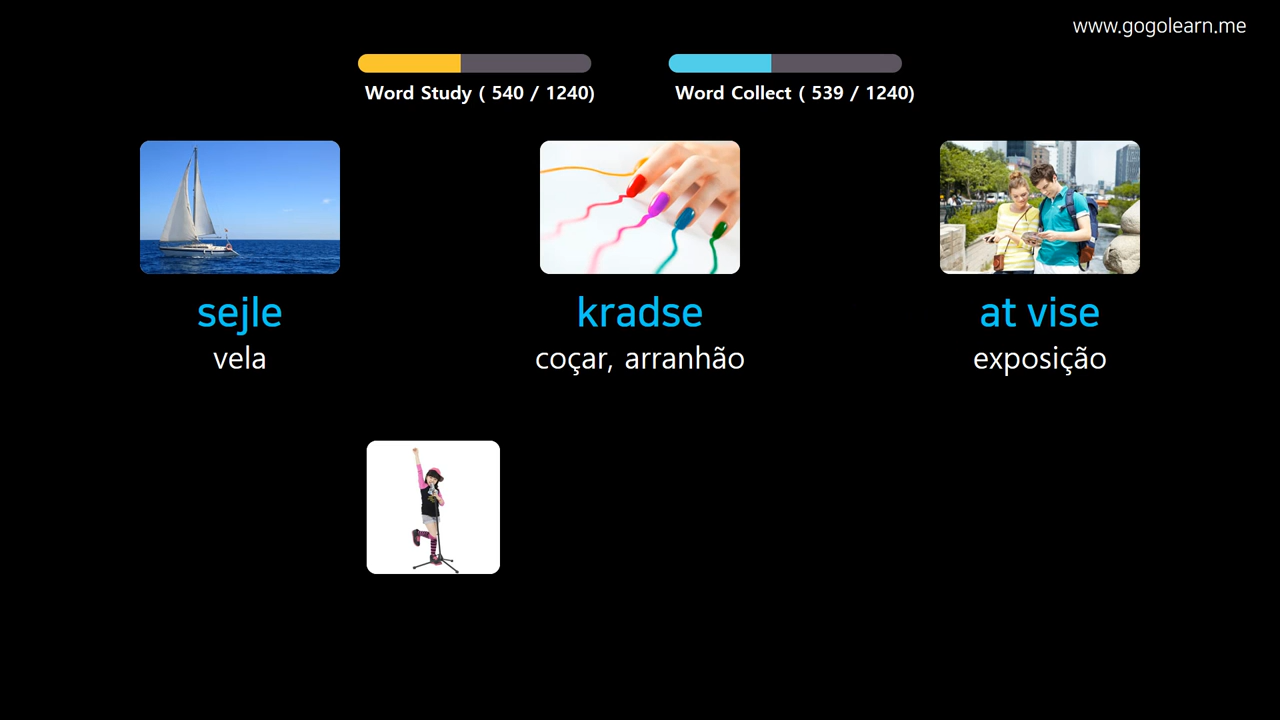 www.gogolearn.me
Word Study ( 540 / 1240)
Word Collect ( 539 / 1240)
sejle
vela
kradse
coçar, arranhão
at vise
exposição